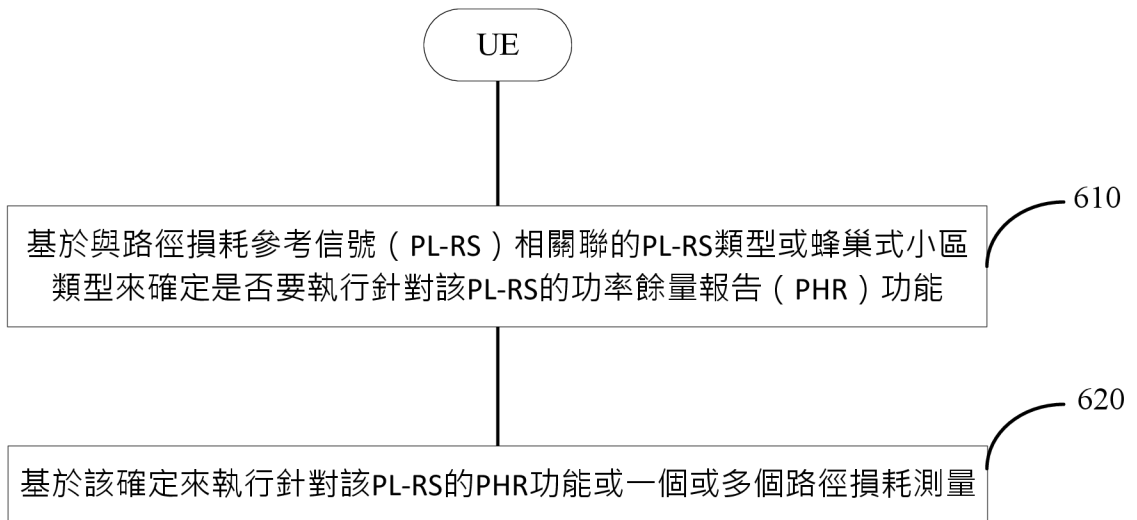 UE
610
基於與路徑損耗參考信號（PL-RS）相關聯的PL-RS類型或蜂巢式小區
類型來確定是否要執行針對該PL-RS的功率餘量報告（PHR）功能
620
基於該確定來執行針對該PL-RS的PHR功能或一個或多個路徑損耗測量